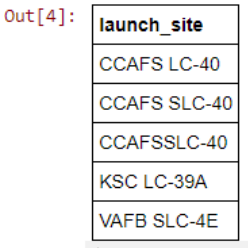 Out[4]:
launch_site
CCAFS LC-40
CCAFS SLC-40
CCAFSSLC-40
KSC LC-39A
VAFB SLC-4E